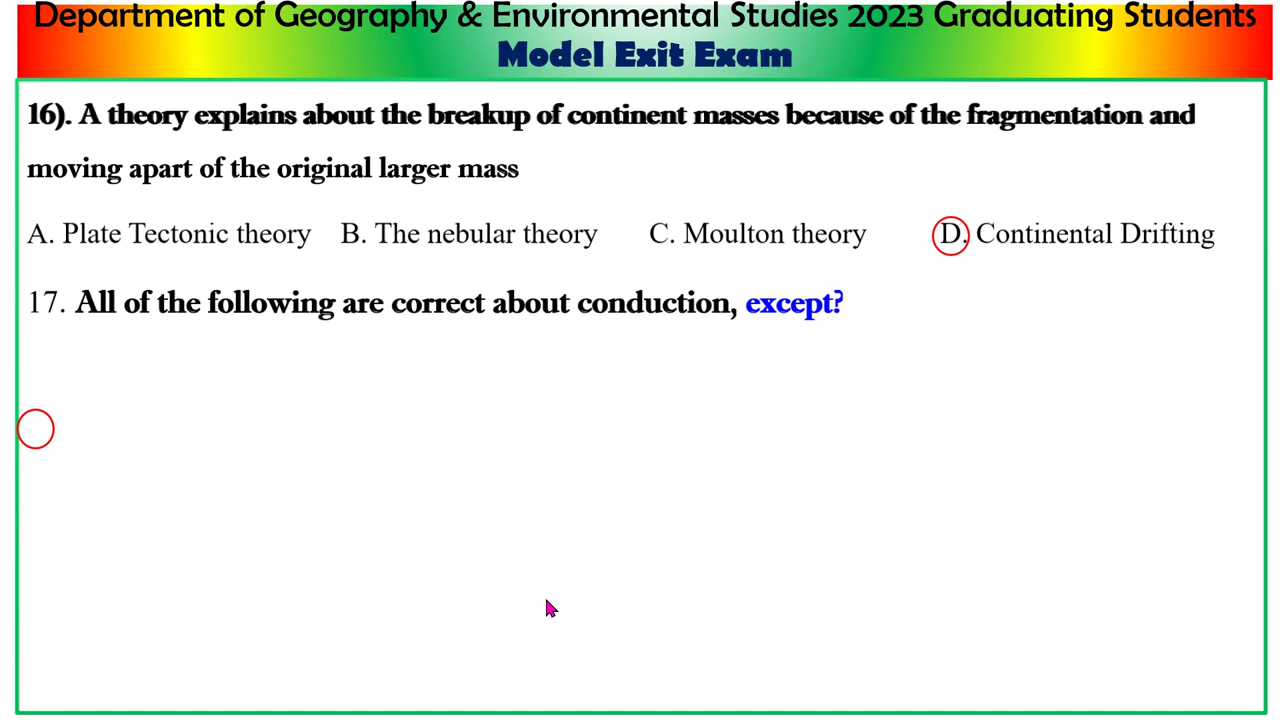 Department of Geography & Environmental Studies 2023 Graduating Students
Model Exit Exam
16). A theory explains about the breakup of continent masses because of the fragmentation and
moving apart of the original larger mass
A. Plate Tectonic theory B. The nebular theory C. Moulton theory D. Continental Drifting
17. All of the following are correct about conduction, except?